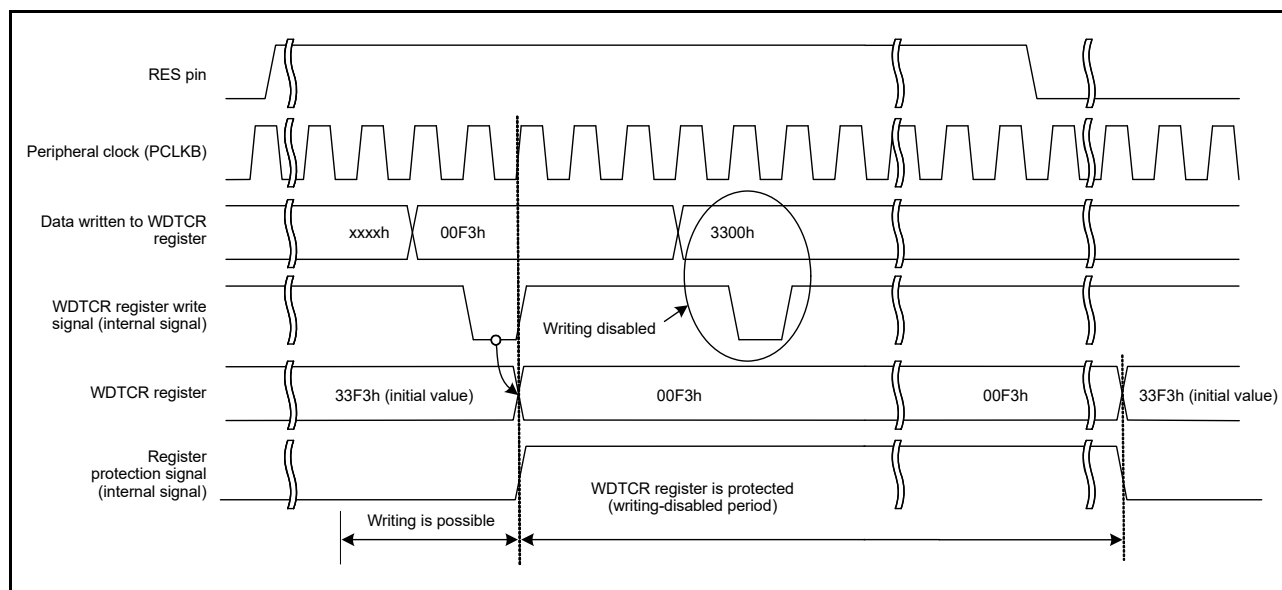 RES pin
Peripheral clock (PCLKB)
Data written to WDTCR
register
xxxxh
00F3h
3300h
WDTCR register write
signal (internal signal)
Writing disabled
WDTCR register
33F3h (initial value)
00F3h
00F3h
33F3h (initial value)
Register
protection signal
(internal signal)
WDTCR register is protected
(writing-disabled period)
Writing is possible